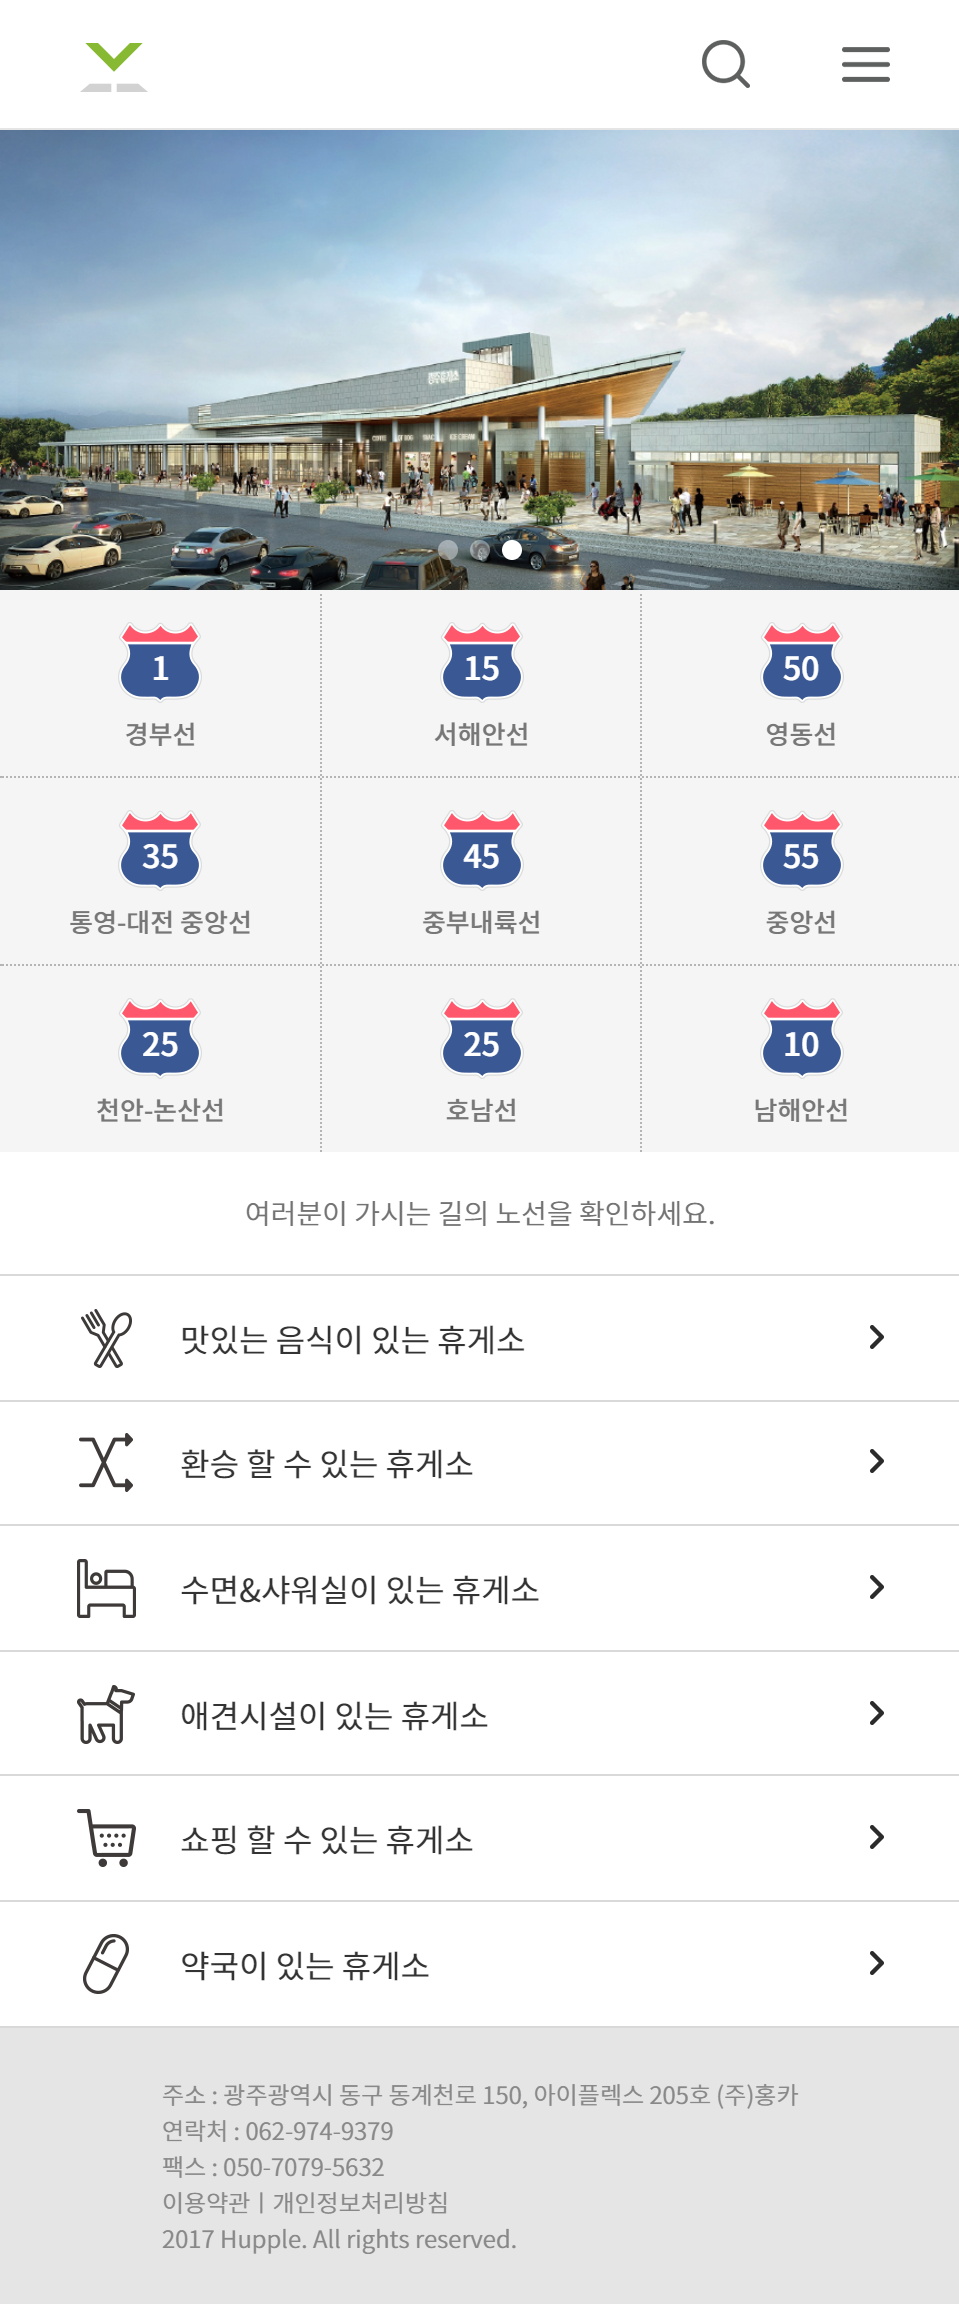 COFFEE
ICE CREAM
1
15
50
경부선
서해안선
영동선
35
45
55
통영-대전 중앙선
중부내륙선
중앙선
25
25
10
천안-논산선
호남선
남해안선
여러분이 가시는 길의 노선을 확인하세요.
맛있는 음식이 있는 휴게소
환승 할 수 있는 휴게소
수면&샤워실이 있는 휴게소
애견시설이 있는 휴게소
쇼핑 할 수 있는 휴게소
약국이 있는 휴게소
주소 : 광주광역시 동구 동계천로 150, 아이플렉스 205호 (주)홍카
연락처 : 062-974-9379
팩스 : 050-7079-5632
이용약관ㅣ개인정보처리방침
2017 Hupple. All rights reserved.